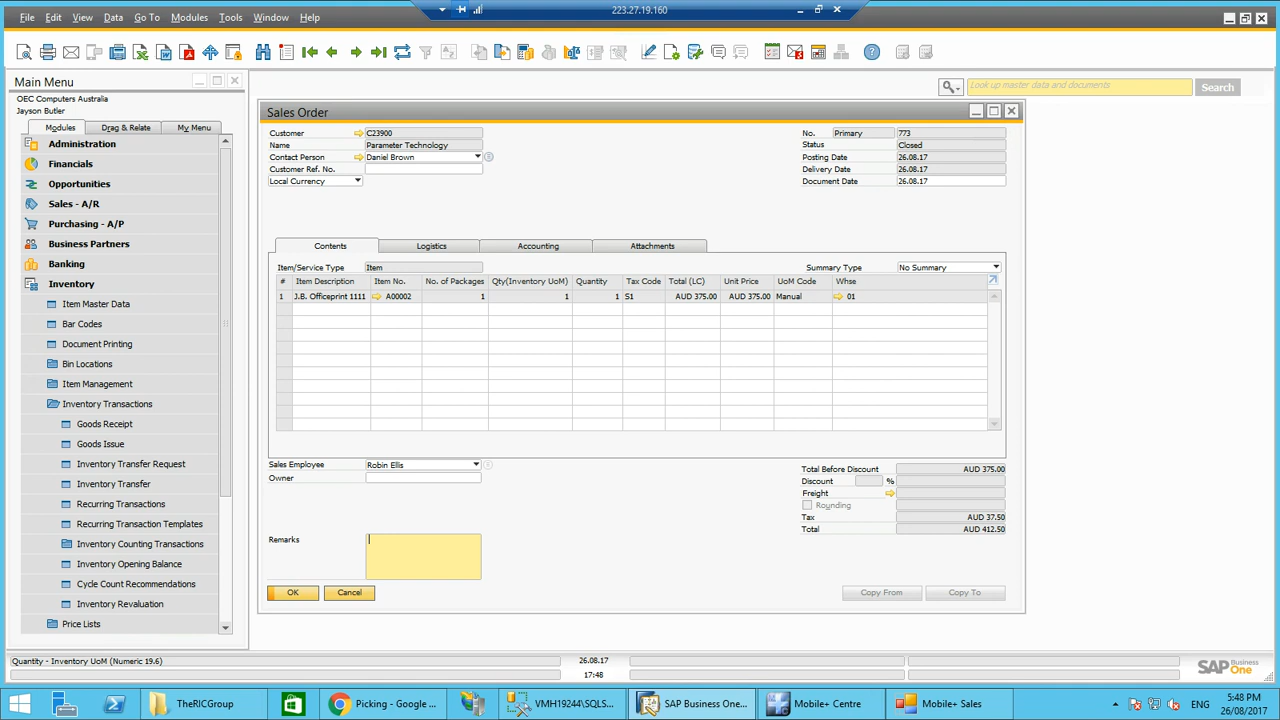 223.27.19.160
File Edit View Data Go To Modules Tools Window Help
Main Menu
OEC Computers Australia
Jayson Butler
Modules Drag & Relate My Menu
Administration
Financials
Opportunities
Sales - A/R
Purchasing - A/P
Business Partners
Banking
Inventory
Item Master Data
Bar Codes
Document Printing
Bin Locations
Item Management
Inventory Transactions
Goods Receipt
Goods Issue
Inventory Transfer Request
Inventory Transfer
Recurring Transactions
Recurring Transaction Templates
Inventory Counting Transactions
Inventory Opening Balance
Cycle Count Recommendations
Inventory Revaluation
Price Lists
Look up master data and documents Search
Sales Order
Customer C23900
Name Parameter Technology
Contact Person Daniel Brown
Customer Ref. No.
Local Currency
No. Primary 773
Status Closed
Posting Date 26.08.17
Delivery Date 26.08.17
Document Date 26.08.17
Contents Logistics Accounting Attachments
Item/Service Type Item Summary Type No Summary
# Item Description Item No. No. of Packages Qty(Inventory UoM) Quantity Tax Code Total (LC) Unit Price UoM Code Whse
1 J.B. Officeprint 1111 A00002 1 1 1 S1 AUD 375.00 AUD 375.00 Manual 01
Sales Employee Robin Ellis
Owner
Remarks
Total Before Discount AUD 375.00
Discount %
Freight
Rounding
Tax AUD 37.50
Total AUD 412.50
OK Cancel Copy From Copy To
Quantity - Inventory UoM (Numeric 19.6) 26.08.17
17:48
SAP Business One
TheRICGroup Picking - Google ... VMH19244\SQLS... SAP Business One... Mobile+ Centre Mobile+ Sales ENG 5:48 PM
26/08/2017